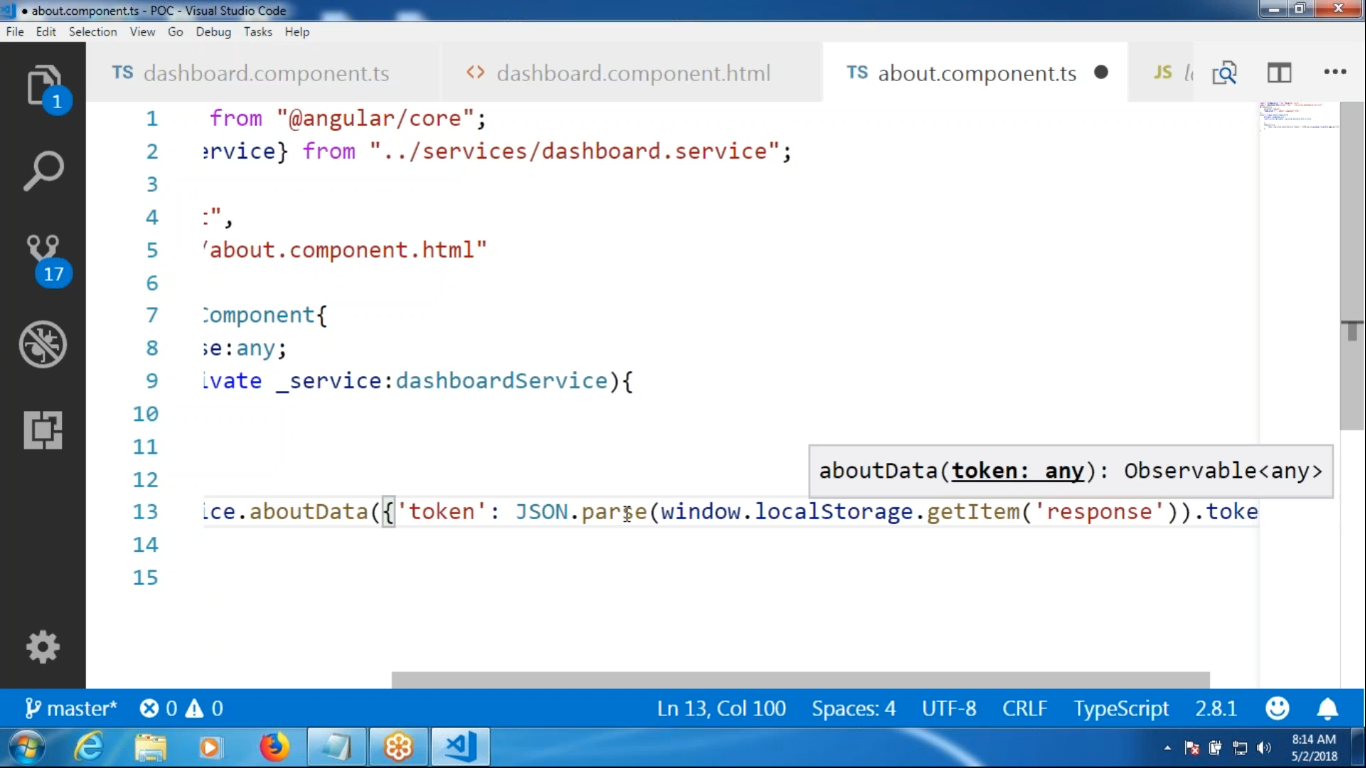 about.component.ts - POC - Visual Studio Code
File Edit Selection View Go Debug Tasks Help
TS dashboard.component.ts <> dashboard.component.html TS about.component.ts JS
1 from "@angular/core";
2 ervice} from "../services/dashboard.service";
3
4 ",
5 /about.component.html"
6
7 Component{
8 se:any;
9 ivate _service:dashboardService){
10
11
aboutData(token: any): Observable<any>
12
13 ice.aboutData({'token': JSON.parse(window.localStorage.getItem('response')).toke
14
15
1
17
master* 0 0 Ln 13, Col 100 Spaces: 4 UTF-8 CRLF TypeScript 2.8.1
8:14 AM
5/2/2018